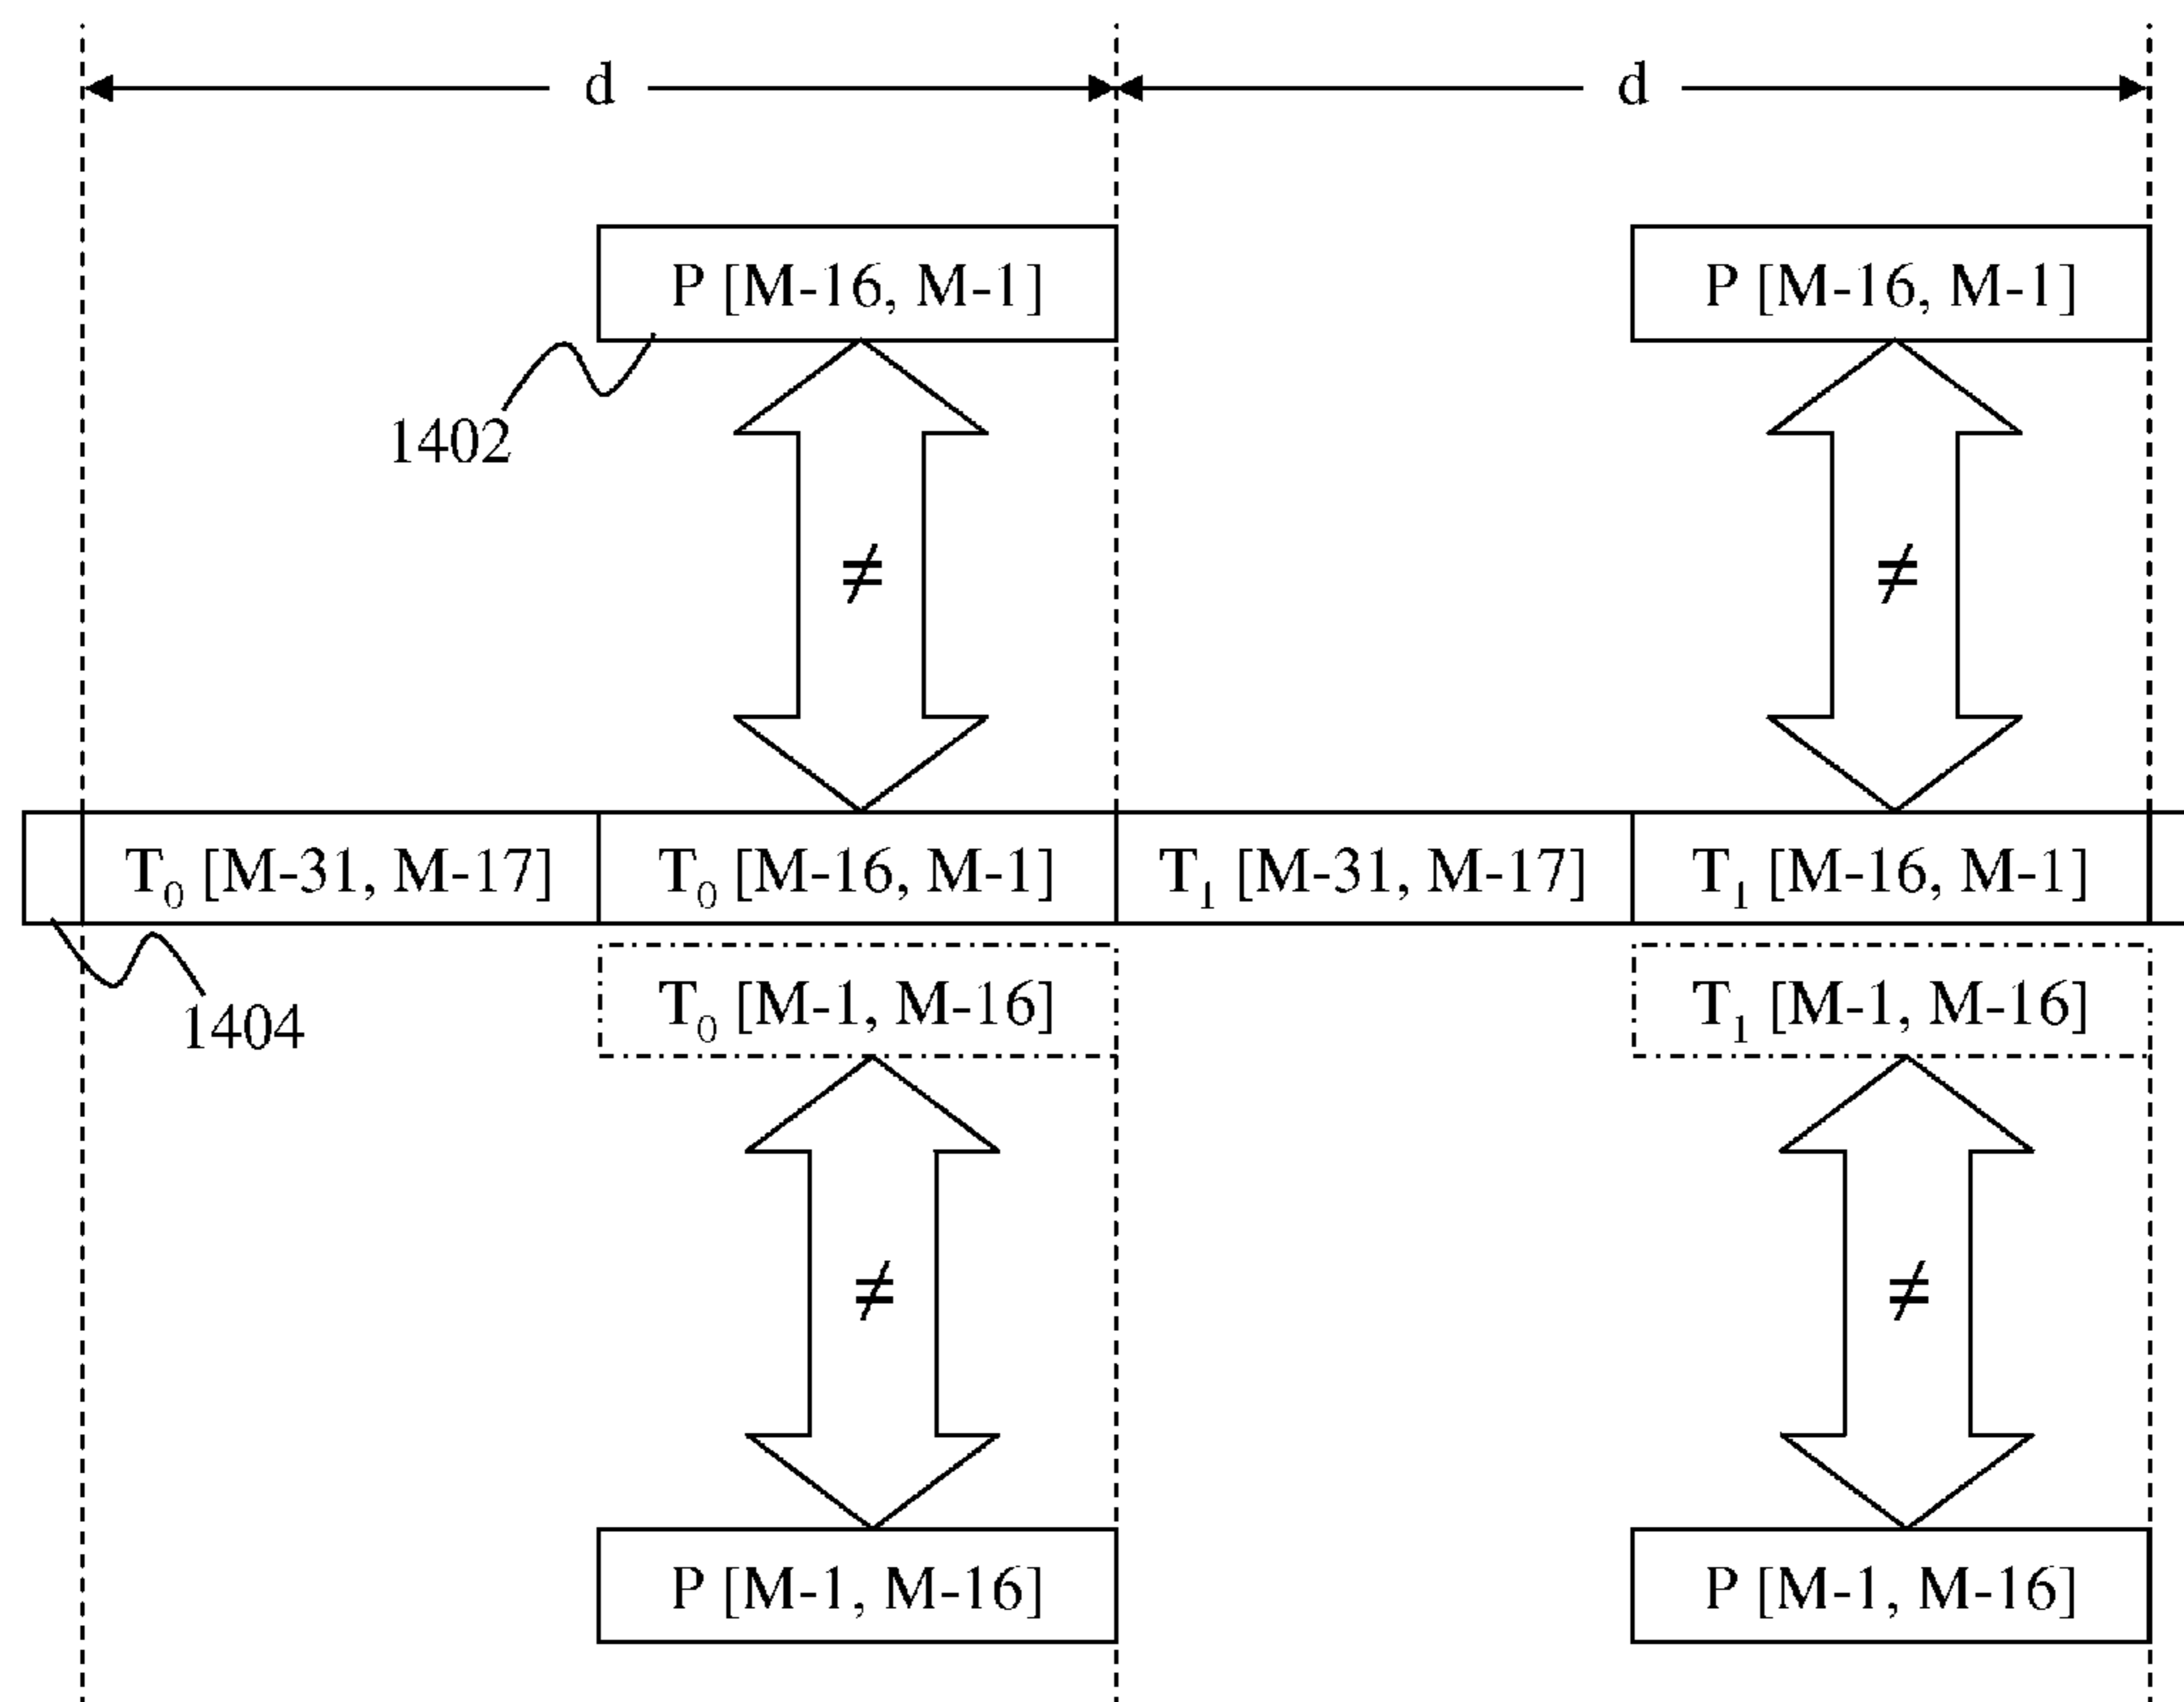 d d
P [M-16, M-1] P [M-16, M-1]
1402
≠ ≠
T0 [M-31, M-17] T0 [M-16, M-1] T1 [M-31, M-17] T1 [M-16, M-1]
T0 [M-1, M-16] T1 [M-1, M-16]
1404
≠ ≠
P [M-1, M-16] P [M-1, M-16]